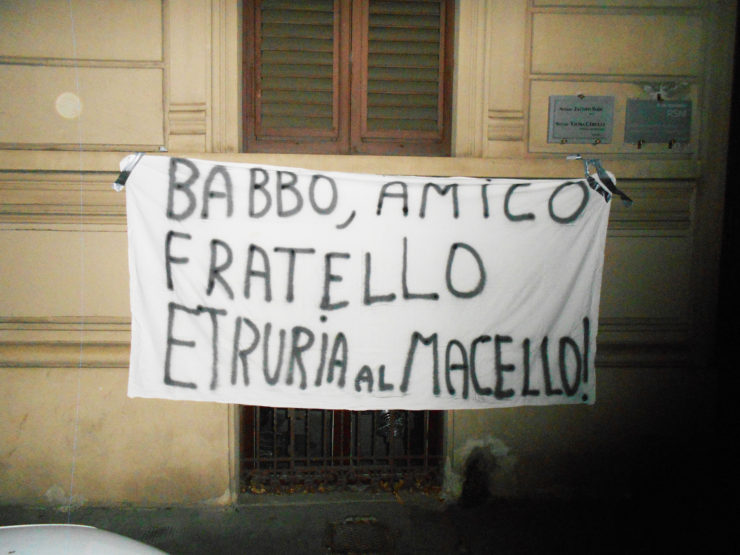 BABBO, AMICO
FRATELLO
ETRURIA AL MACELLO!